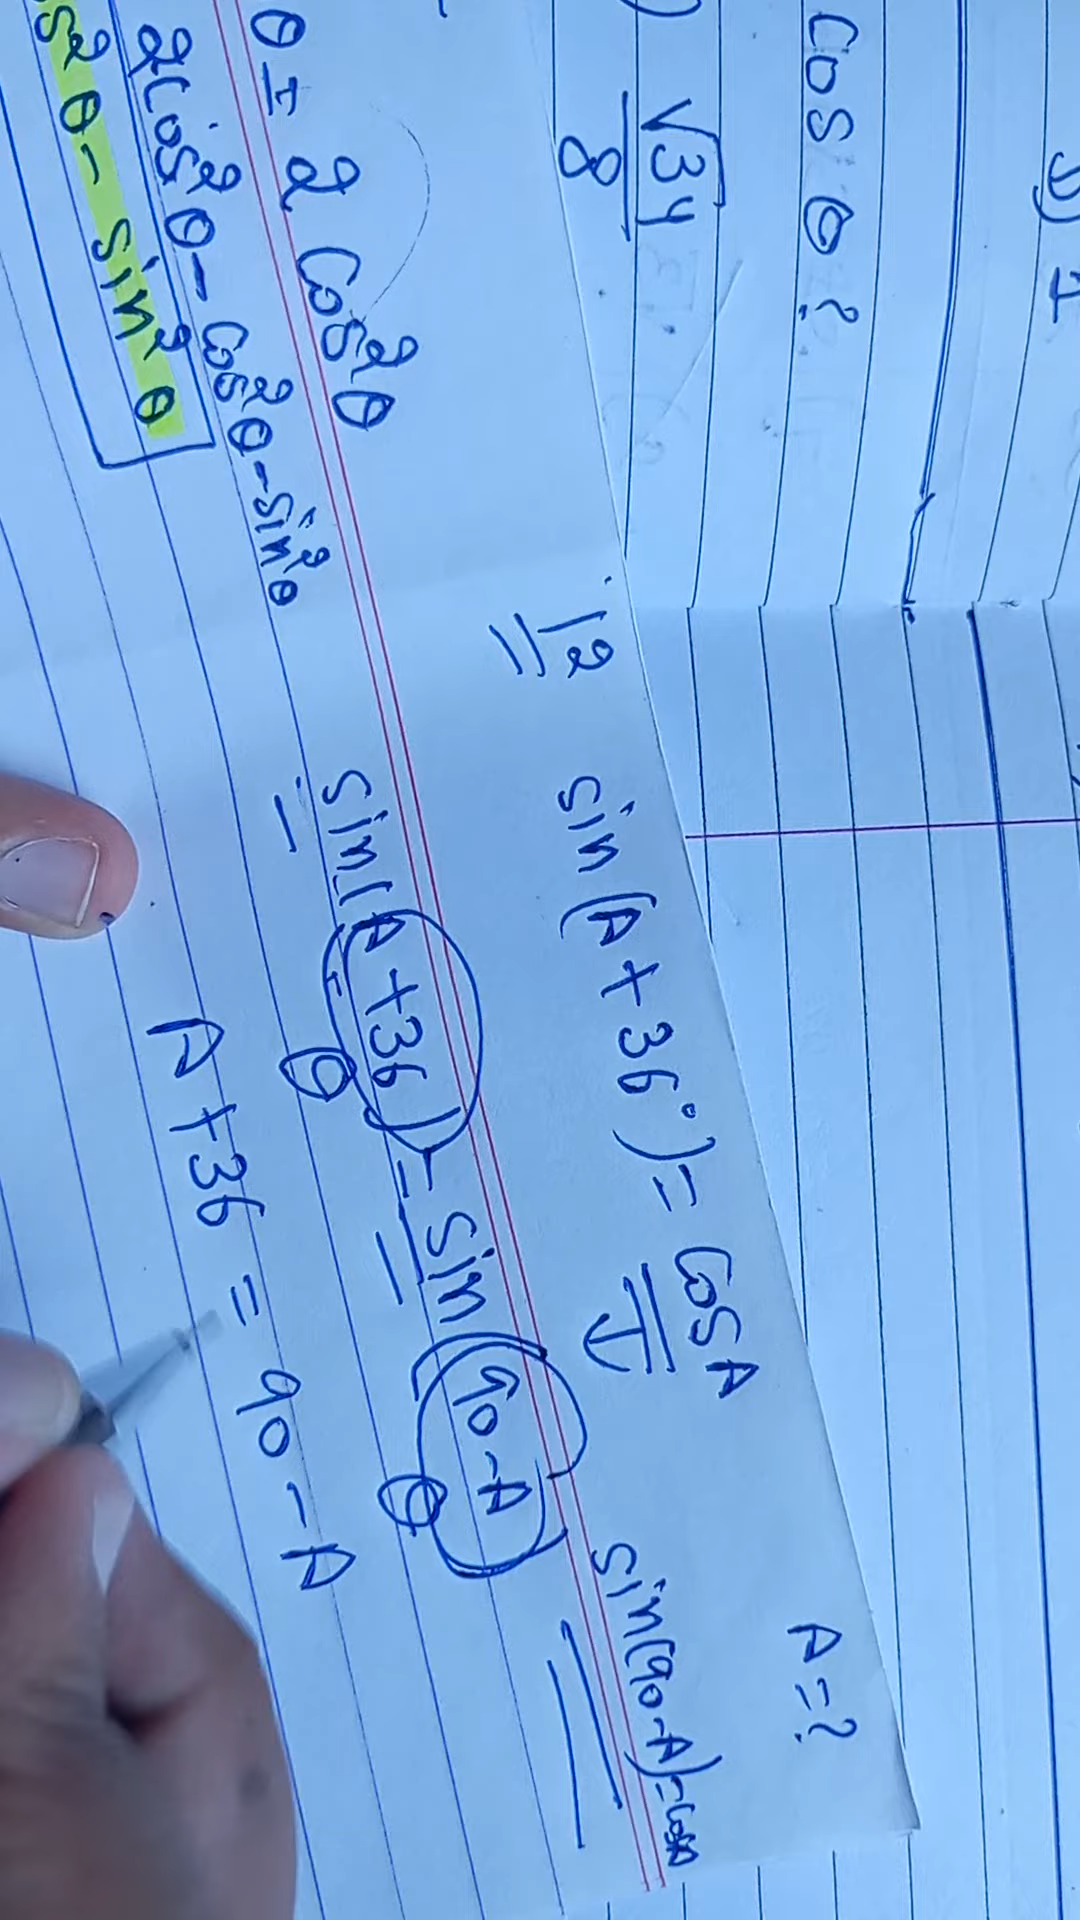 D) 1
Cos θ ?
√34
8
θ ± 2 Cos²θ
2Cos²θ - Cos²θ - sin²θ
s²θ - sin²θ
12 sin(A + 36°) = CosA A = ?
sin(90-A) = CosA
sin(A + 36) = sin(90 - A)
θ θ
A + 36 = 90 - A